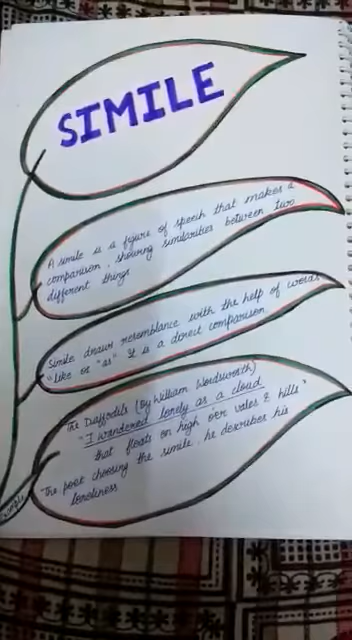 SIMILE
A simile is a figure of speech that makes a
comparison, showing similarities between two
different things
Simile draws resemblance with the help of words
"like or "as" It is a direct comparison
The Daffodils (by William Wordsworth)
"I wandered lonely as a cloud
that floats on high o'er vales & hills"
The poet choosing the simile, he describes his
loneliness